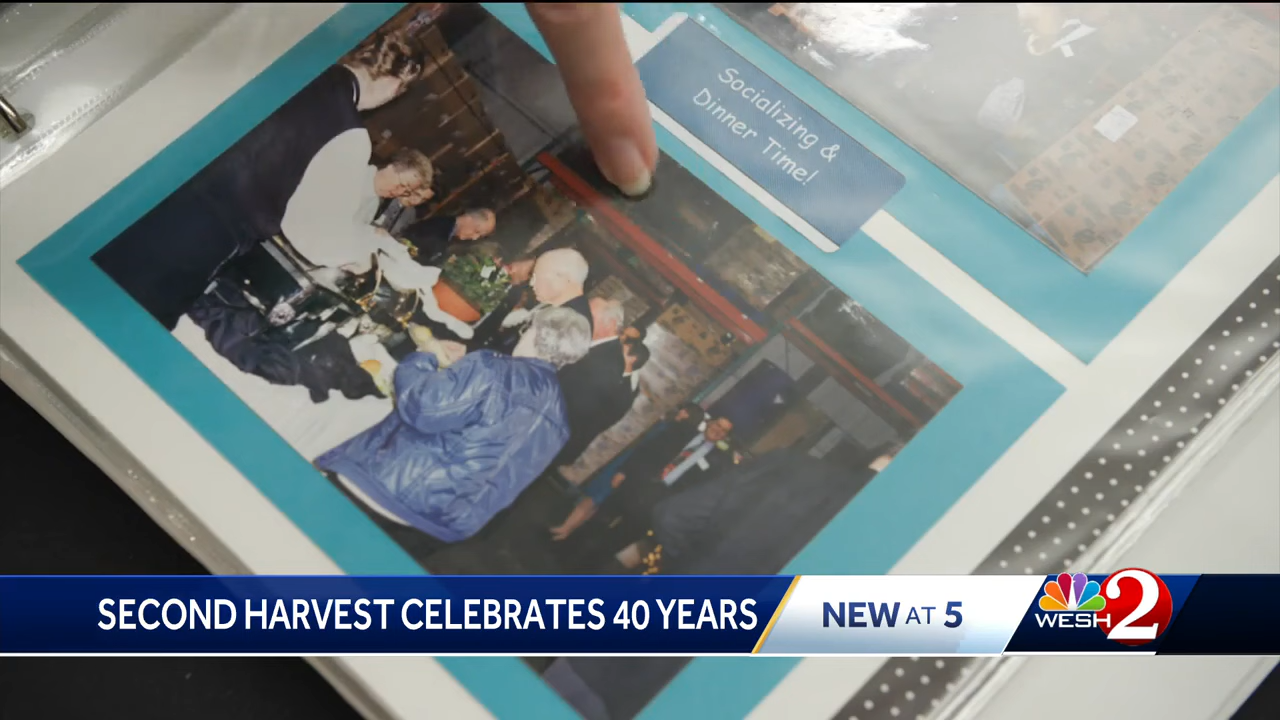 Socializing &
Dinner Time!
SECOND HARVEST CELEBRATES 40 YEARS
NEW AT 5
WESH 2